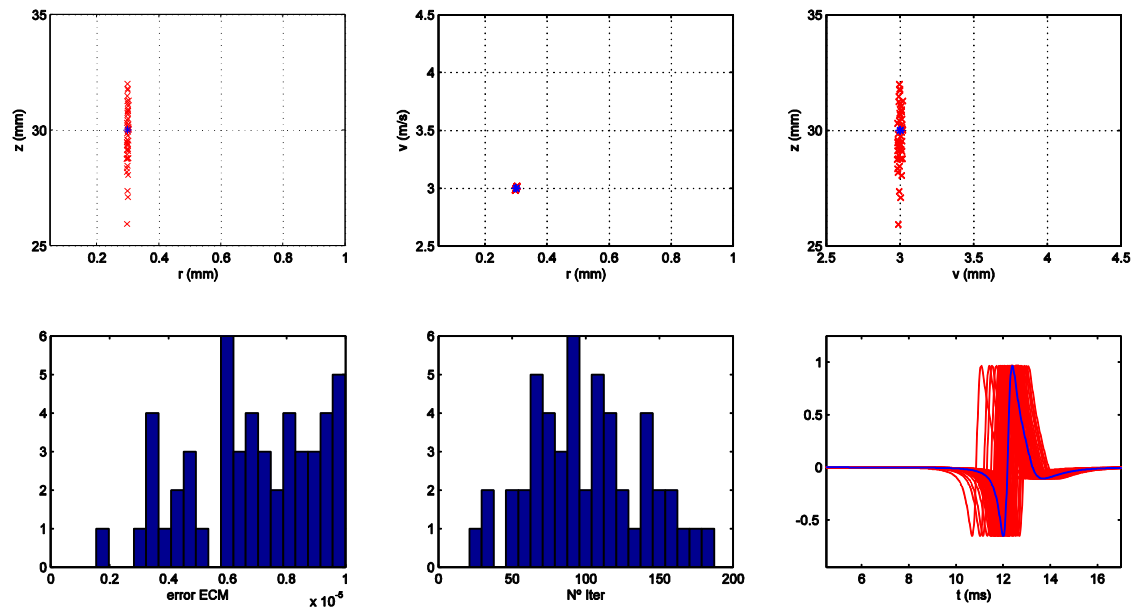 35
30
25
z (mm)
0.2 0.4 0.6 0.8 1
r (mm)
4.5
4
3.5
3
2.5
v (m/s)
0.2 0.4 0.6 0.8 1
r (mm)
35
30
25
z (mm)
2.5 3 3.5 4 4.5
v (mm)
6
5
4
3
2
1
0
0 0.2 0.4 0.6 0.8 1
error ECM
x 10⁻⁵
6
5
4
3
2
1
0
0 50 100 150 200
Nº Iter
1
0.5
0
-0.5
6 8 10 12 14 16
t (ms)